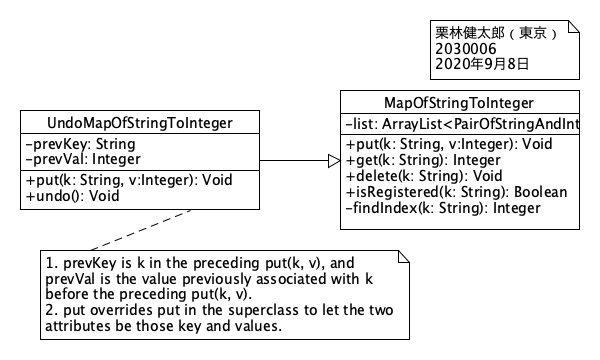 栗林健太郎（東京）
2030006
2020年9月8日
UndoMapOfStringToInteger
-prevKey: String
-prevVal: Integer
+put(k: String, v:Integer): Void
+undo(): Void
MapOfStringToInteger
-list: ArrayList<PairOfStringAndInt
+put(k: String, v:Integer): Void
+get(k: String): Integer
+delete(k: String): Void
+isRegistered(k: String): Boolean
-findIndex(k: String): Integer
1. prevKey is k in the preceding put(k, v), and
prevVal is the value previously associated with k
before the preceding put(k, v).
2. put overrides put in the superclass to let the two
attributes be those key and values.